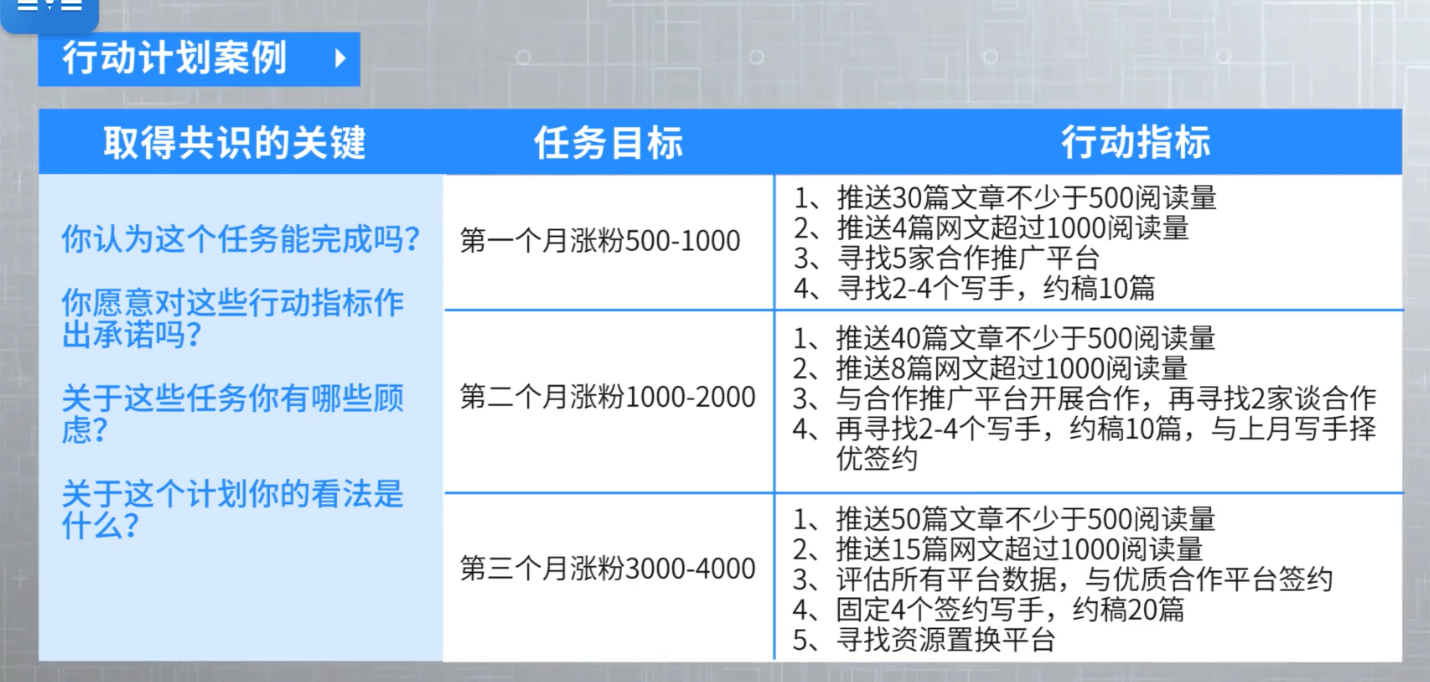 行动计划案例
取得共识的关键
任务目标
行动指标
你认为这个任务能完成吗？
你愿意对这些行动指标作
出承诺吗？
关于这些任务你有哪些顾
虑？
关于这个计划你的看法是
什么？
第一个月涨粉500-1000
1、推送30篇文章不少于500阅读量
2、推送4篇网文超过1000阅读量
3、寻找5家合作推广平台
4、寻找2-4个写手，约稿10篇
第二个月涨粉1000-2000
1、推送40篇文章不少于500阅读量
2、推送8篇网文超过1000阅读量
3、与合作推广平台开展合作，再寻找2家谈合作
4、再寻找2-4个写手，约稿10篇，与上月写手择
优签约
第三个月涨粉3000-4000
1、推送50篇文章不少于500阅读量
2、推送15篇网文超过1000阅读量
3、评估所有平台数据，与优质合作平台签约
4、固定4个签约写手，约稿20篇
5、寻找资源置换平台